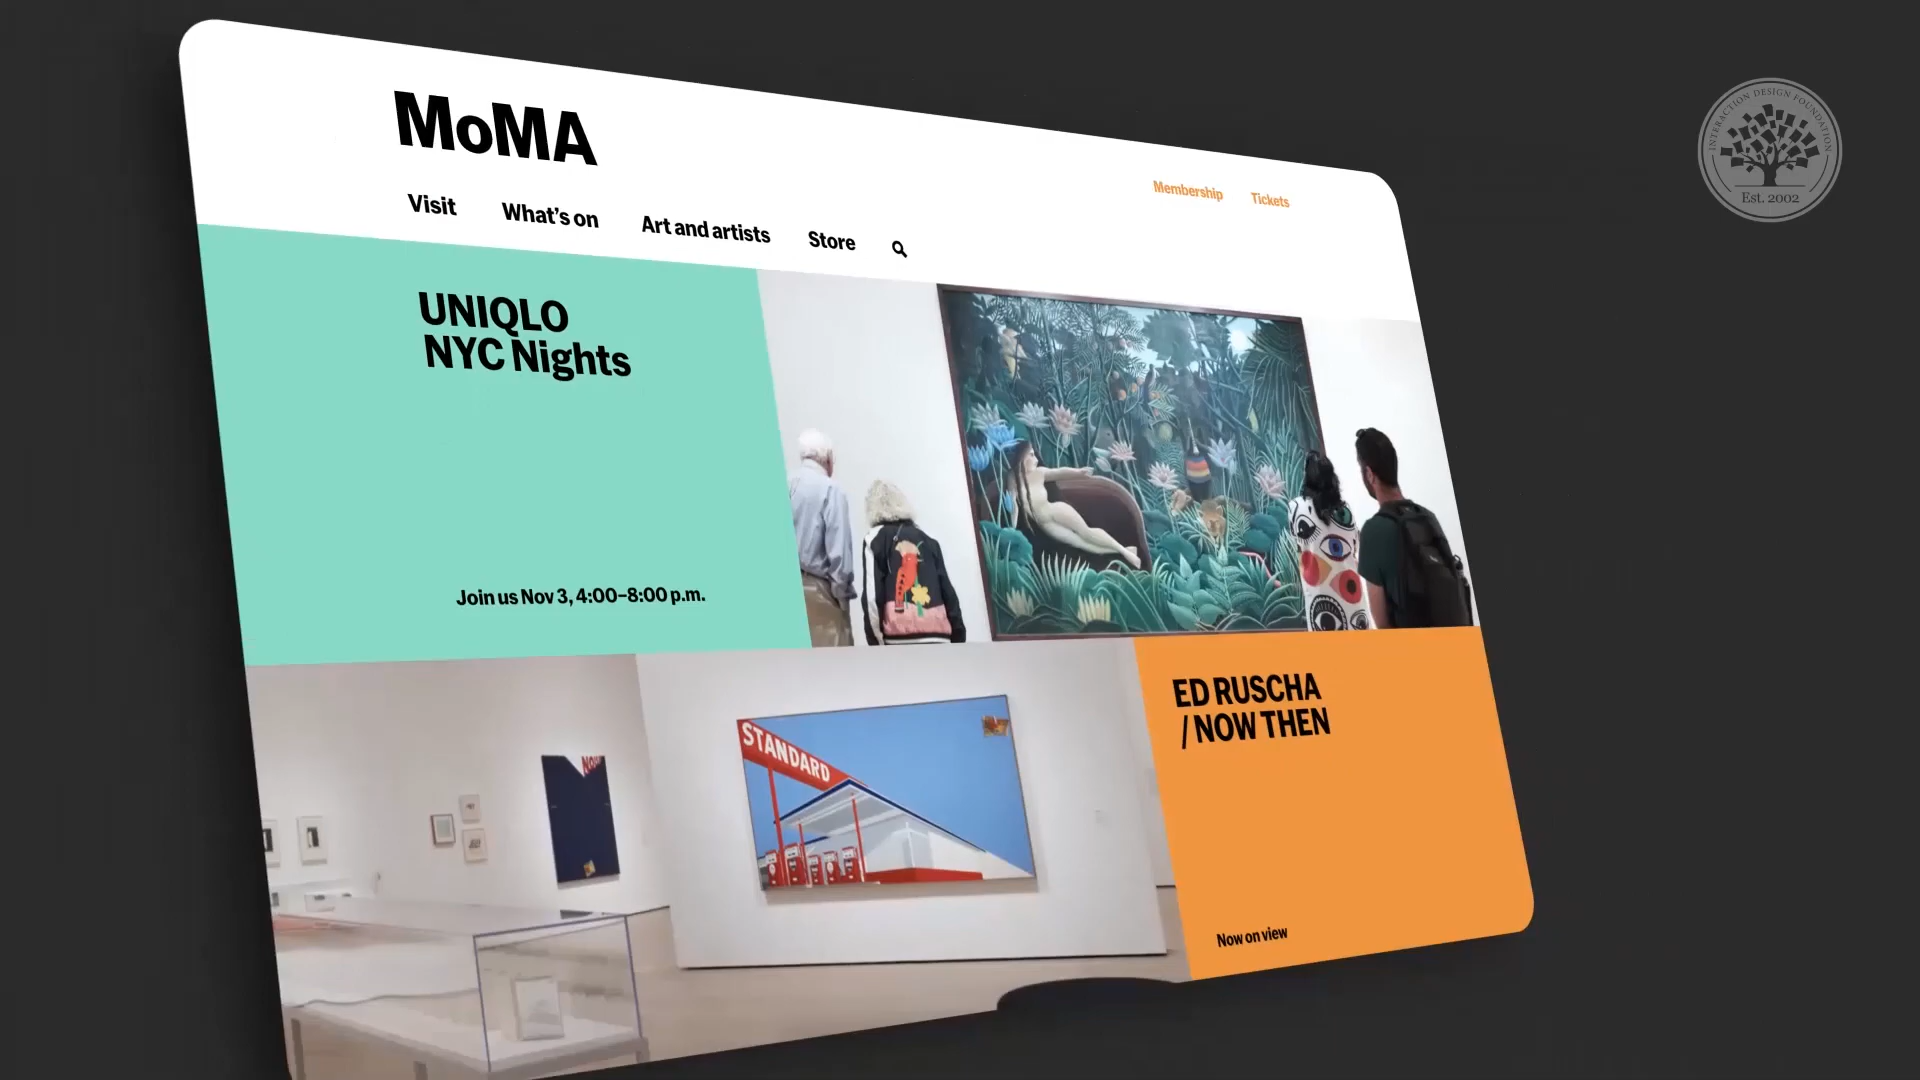 MoMA
Membership
Tickets
Visit
What's on
Art and artists
Store
UNIQLO
NYC Nights
Join us Nov 3, 4:00–8:00 p.m.
STANDARD
ED RUSCHA
/ NOW THEN
Now on view
INTERACTION DESIGN FOUNDATION
Est. 2002